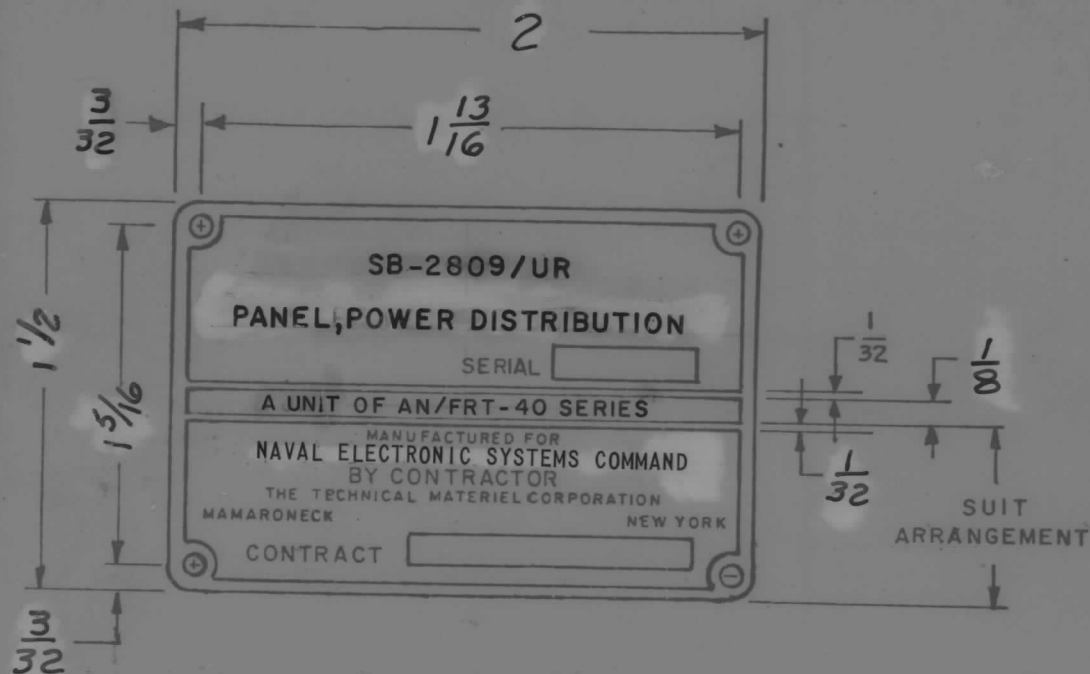 2
3/32
1 13/16
1 1/2
1 5/16
SB-2809/UR
PANEL,POWER DISTRIBUTION
SERIAL
1/32
1/8
A UNIT OF AN/FRT-40 SERIES
MANUFACTURED FOR
NAVAL ELECTRONIC SYSTEMS COMMAND
BY CONTRACTOR
1/32
THE TECHNICAL MATERIEL CORPORATION
MAMARONECK NEW YORK
SUIT
ARRANGEMENT
CONTRACT
3/32